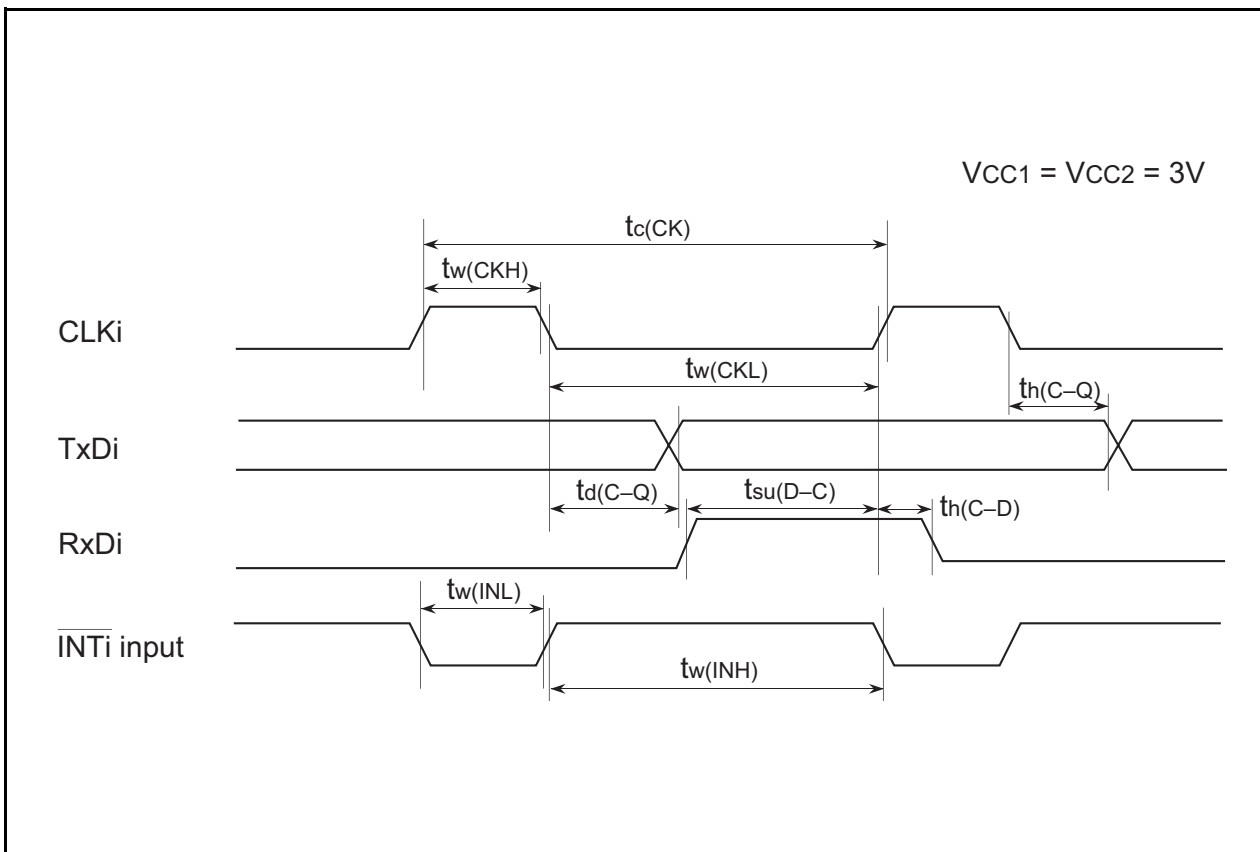 VCC1 = VCC2 = 3V
tc(CK)
tw(CKH)
CLKi
tw(CKL)
th(C–Q)
TxDi
td(C–Q)
tsu(D–C)
th(C–D)
RxDi
tw(INL)
INTi input
tw(INH)